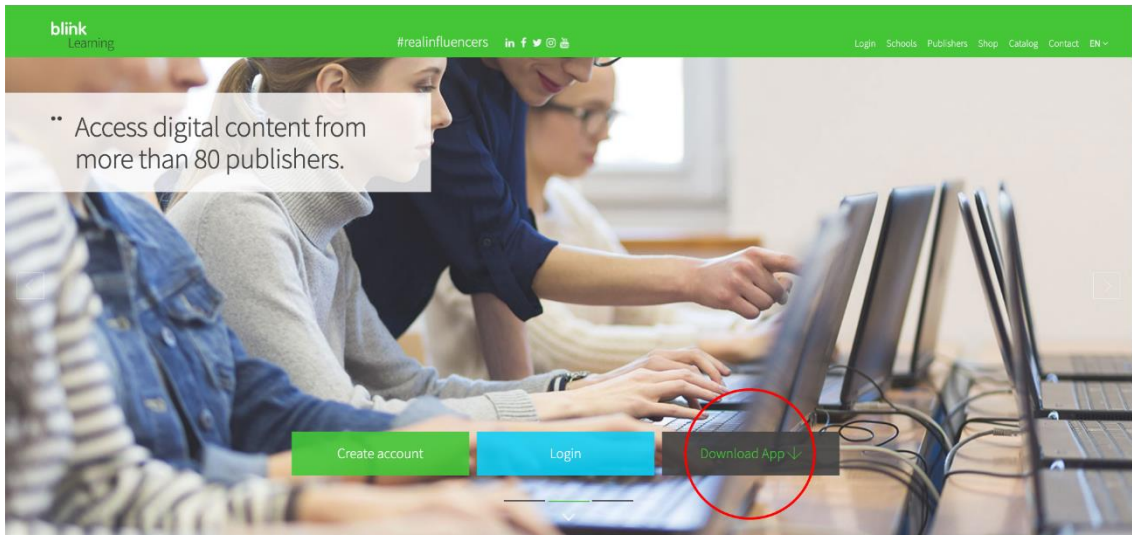 blink
Learning
#realinfluencers
Login Schools Publishers Shop Catalog Contact EN
Access digital content from
more than 80 publishers.
Create account
Login
Download App